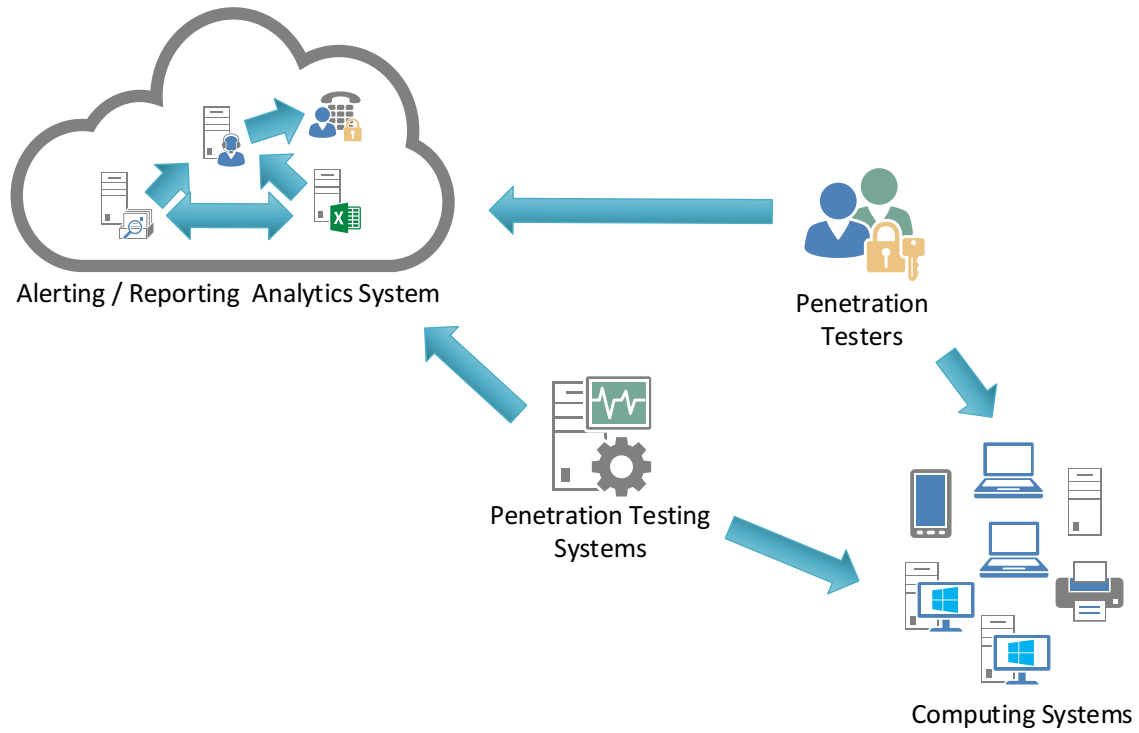 Alerting / Reporting  Analytics System
Penetration
Testers
Penetration Testing
Systems
Computing Systems
X